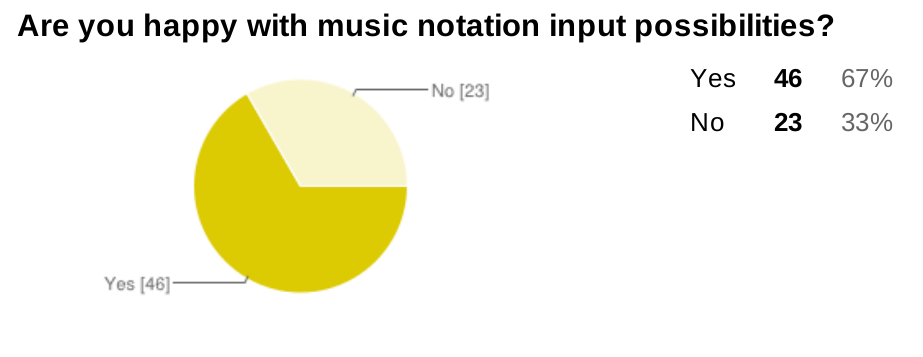 Are you happy with music notation input possibilities?
Yes 46 67%
No [23]
No 23 33%
Yes [46]